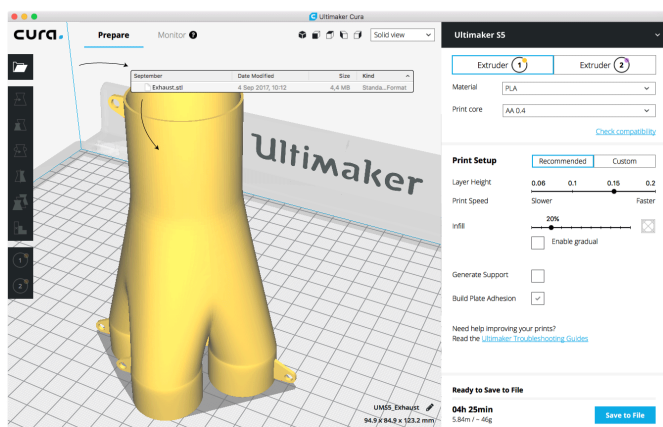 Ultimaker Cura
cura.
Prepare
Monitor ?
Solid view
September
Date Modified
Size
Kind
Exhaust.stl
4 Sep 2017, 10:12
4,4 MB
Standa...Format
Ultimaker
1
2
UMS5_Exhaust
94.9 x 84.9 x 123.2 mm
Ultimaker S5
Extruder 1
Extruder 2
Material
PLA
Print core
AA 0.4
Check compatibility
Print Setup
Recommended
Custom
Layer Height
0.06 0.1 0.15 0.2
Print Speed
Slower
Faster
Infill
20%
Enable gradual
Generate Support
Build Plate Adhesion
Need help improving your prints?
Read the Ultimaker Troubleshooting Guides
Ready to Save to File
04h 25min
5.84m / ~ 46g
Save to File